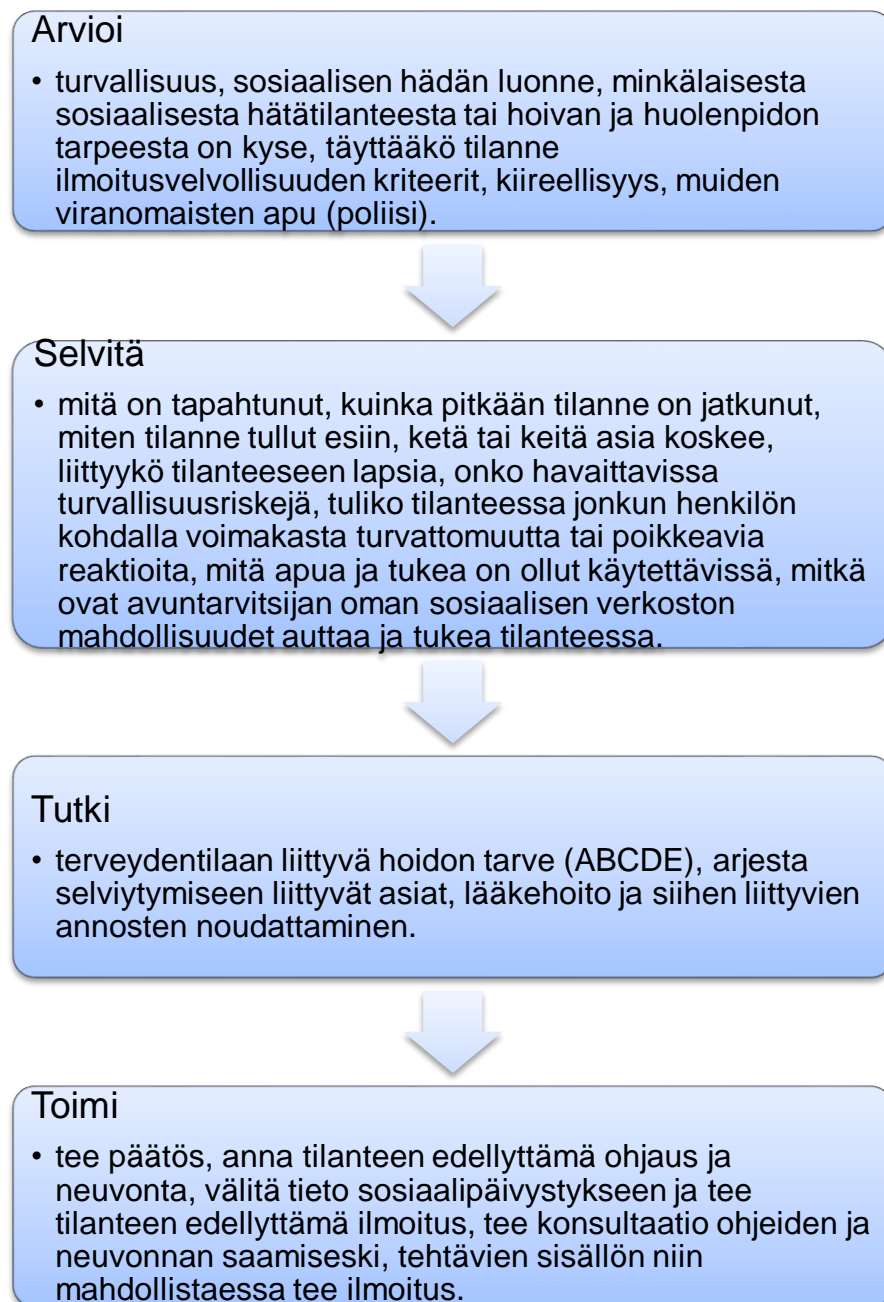 Arvioi
• turvallisuus, sosiaalisen hädän luonne, minkälaisesta
sosiaalisesta hätätilanteesta tai hoivan ja huolenpidon
tarpeesta on kyse, täyttääkö tilanne
ilmoitusvelvollisuuden kriteerit, kiireellisyys, muiden
viranomaisten apu (poliisi).
Selvitä
• mitä on tapahtunut, kuinka pitkään tilanne on jatkunut,
miten tilanne tullut esiin, ketä tai keitä asia koskee,
liittyykö tilanteeseen lapsia, onko havaittavissa
turvallisuusriskejä, tuliko tilanteessa jonkun henkilön
kohdalla voimakasta turvattomuutta tai poikkeavia
reaktioita, mitä apua ja tukea on ollut käytettävissä, mitkä
ovat avuntarvitsijan oman sosiaalisen verkoston
mahdollisuudet auttaa ja tukea tilanteessa.
Tutki
• terveydentilaan liittyvä hoidon tarve (ABCDE), arjesta
selviytymiseen liittyvät asiat, lääkehoito ja siihen liittyvien
annosten noudattaminen.
Toimi
• tee päätös, anna tilanteen edellyttämä ohjaus ja
neuvonta, välitä tieto sosiaalipäivystykseen ja tee
tilanteen edellyttämä ilmoitus, tee konsultaatio ohjeiden ja
neuvonnan saamiseski, tehtävien sisällön niin
mahdollistaessa tee ilmoitus.